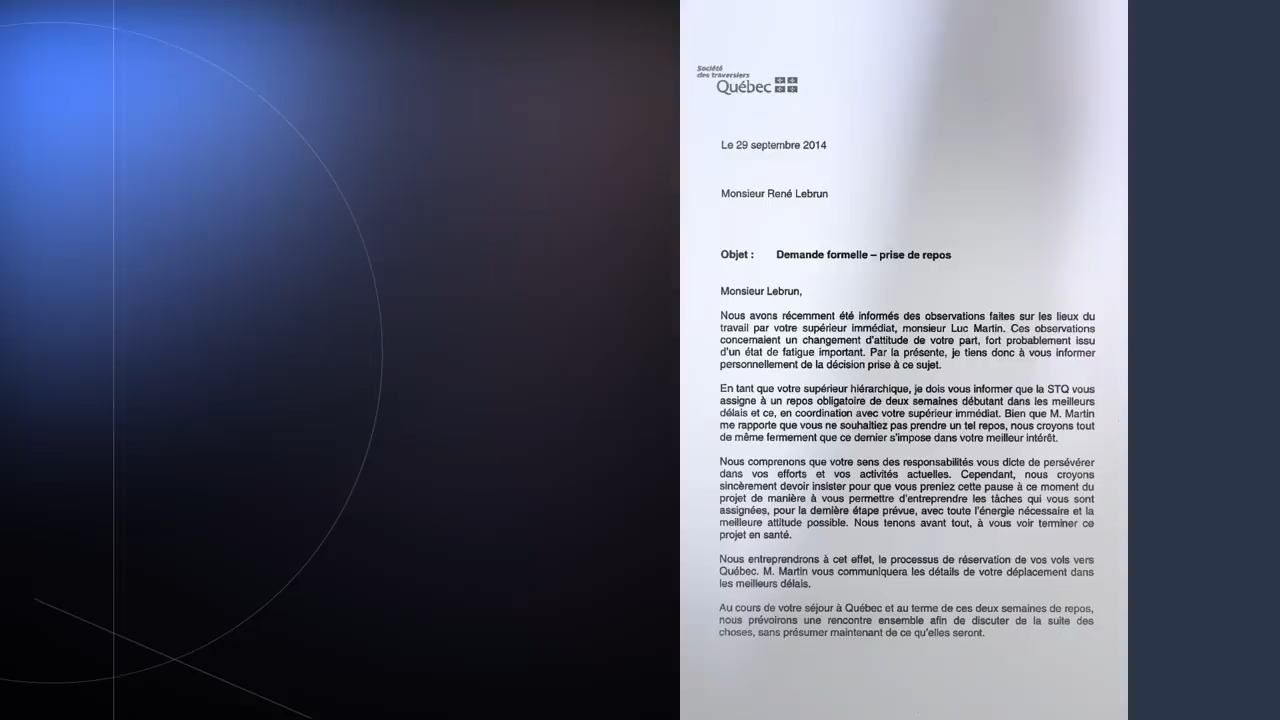 Société
des traversiers
Québec
Le 29 septembre 2014
Monsieur René Lebrun
Objet : Demande formelle – prise de repos
Monsieur Lebrun,
Nous avons récemment été informés des observations faites sur les lieux du
travail par votre supérieur immédiat, monsieur Luc Martin. Ces observations
concernaient un changement d'attitude de votre part, fort probablement issu
d'un état de fatigue important. Par la présente, je tiens donc à vous informer
personnellement de la décision prise à ce sujet.
En tant que votre supérieur hiérarchique, je dois vous informer que la STQ vous
assigne à un repos obligatoire de deux semaines débutant dans les meilleurs
délais et ce, en coordination avec votre supérieur immédiat. Bien que M. Martin
me rapporte que vous ne souhaitiez pas prendre un tel repos, nous croyons tout
de même fermement que ce dernier s'impose dans votre meilleur intérêt.
Nous comprenons que votre sens des responsabilités vous dicte de persévérer
dans vos efforts et vos activités actuelles. Cependant, nous croyons
sincèrement devoir insister pour que vous preniez cette pause à ce moment du
projet de manière à vous permettre d'entreprendre les tâches qui vous sont
assignées, pour la dernière étape prévue, avec toute l'énergie nécessaire et la
meilleure attitude possible. Nous tenons avant tout, à vous voir terminer ce
projet en santé.
Nous entreprendrons à cet effet, le processus de réservation de vos vols vers
Québec. M. Martin vous communiquera les détails de votre déplacement dans
les meilleurs délais.
Au cours de votre séjour à Québec et au terme de ces deux semaines de repos,
nous prévoirons une rencontre ensemble afin de discuter de la suite des
choses, sans présumer maintenant de ce qu'elles seront.